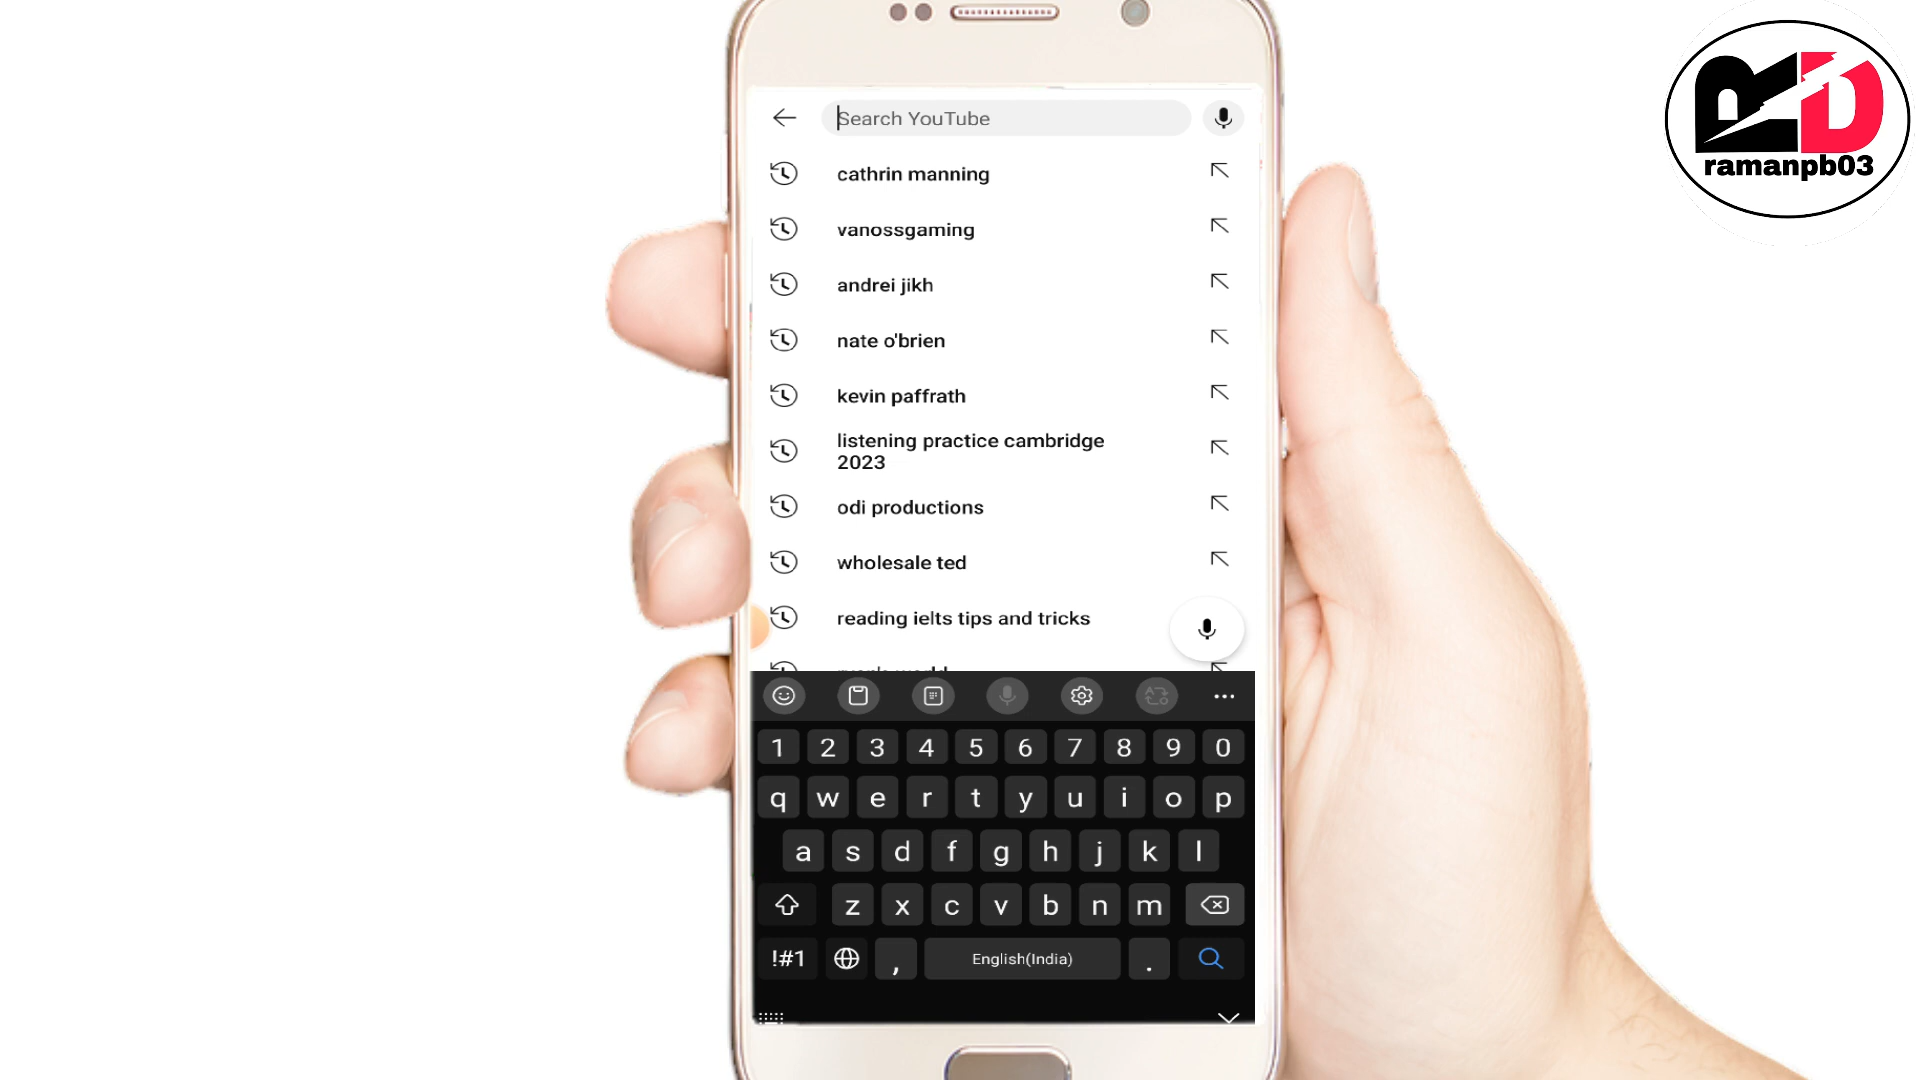 RD
ramanpb03
Search YouTube
cathrin manning
vanossgaming
andrei jikh
nate o'brien
kevin paffrath
listening practice cambridge
2023
odi productions
wholesale ted
reading ielts tips and tricks
1 2 3 4 5 6 7 8 9 0
q w e r t y u i o p
a s d f g h j k l
z x c v b n m
!#1 , English(India) .